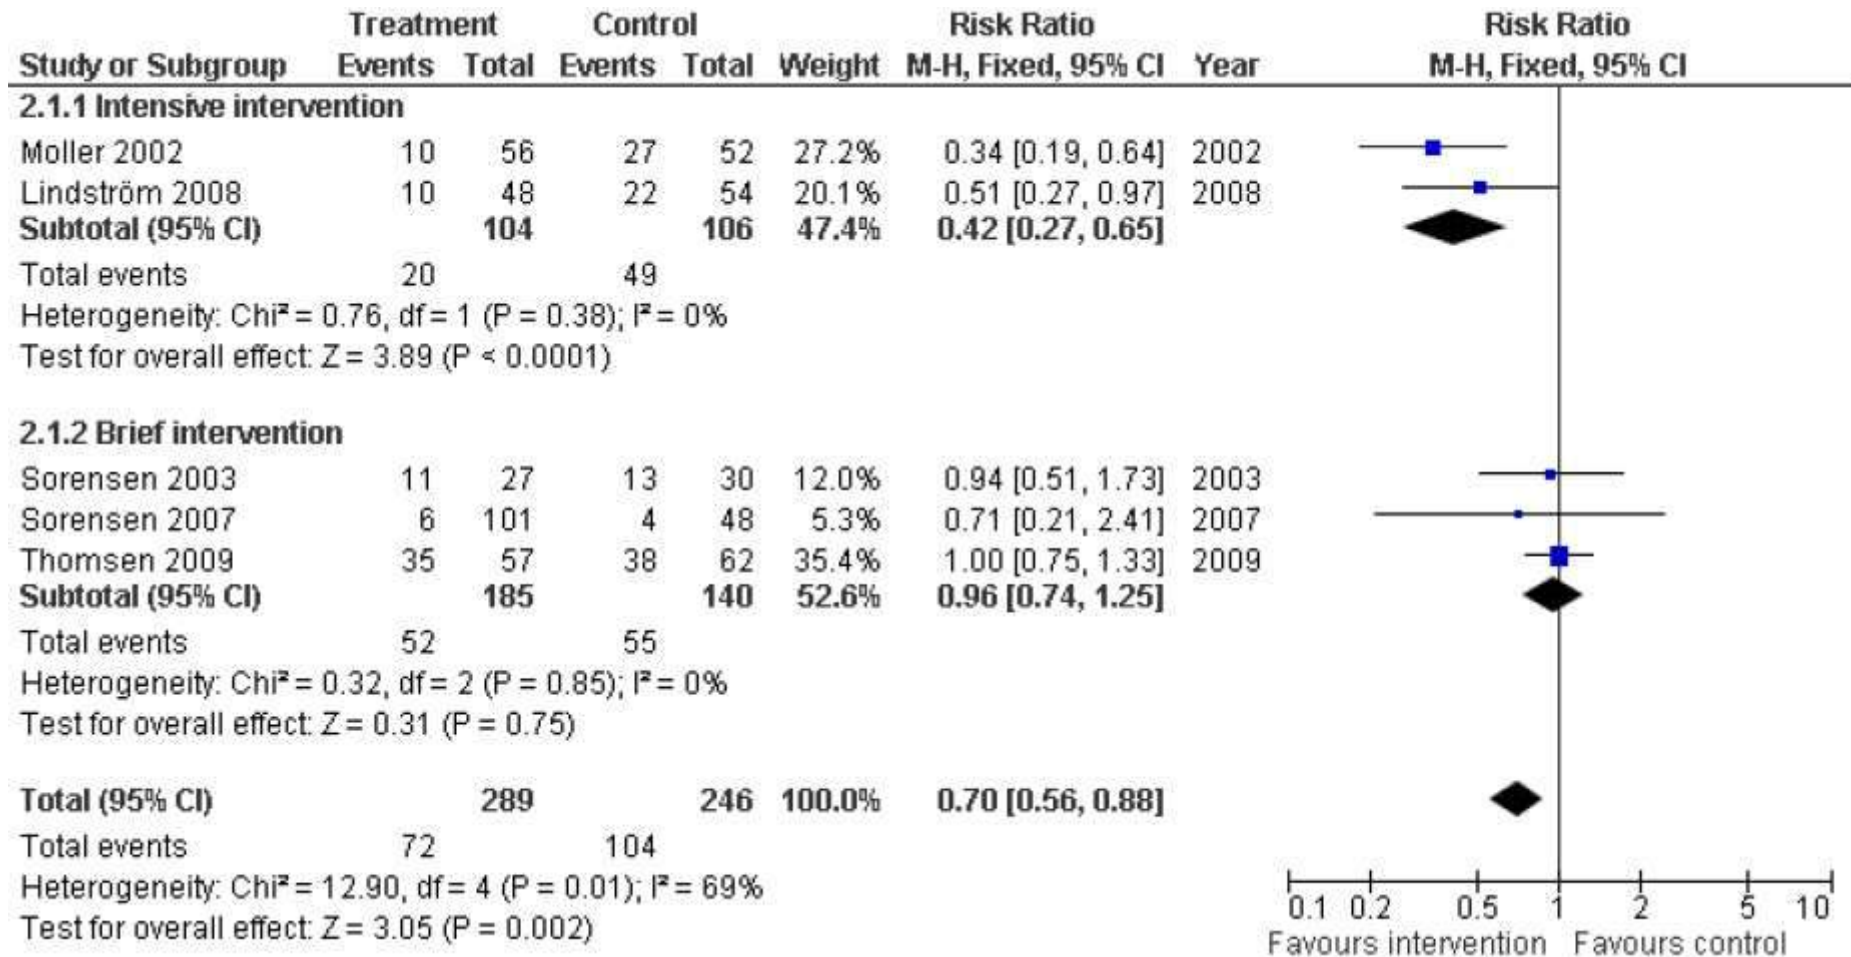 Treatment Control Risk Ratio Risk Ratio
Study or Subgroup Events Total Events Total Weight M-H, Fixed, 95% CI Year M-H, Fixed, 95% CI
2.1.1 Intensive intervention
Moller 2002 10 56 27 52 27.2% 0.34 [0.19, 0.64] 2002
Lindström 2008 10 48 22 54 20.1% 0.51 [0.27, 0.97] 2008
Subtotal (95% CI) 104 106 47.4% 0.42 [0.27, 0.65]
Total events 20 49
Heterogeneity: Chi² = 0.76, df = 1 (P = 0.38); I² = 0%
Test for overall effect: Z = 3.89 (P < 0.0001)
2.1.2 Brief intervention
Sorensen 2003 11 27 13 30 12.0% 0.94 [0.51, 1.73] 2003
Sorensen 2007 6 101 4 48 5.3% 0.71 [0.21, 2.41] 2007
Thomsen 2009 35 57 38 62 35.4% 1.00 [0.75, 1.33] 2009
Subtotal (95% CI) 185 140 52.6% 0.96 [0.74, 1.25]
Total events 52 55
Heterogeneity: Chi² = 0.32, df = 2 (P = 0.85); I² = 0%
Test for overall effect: Z = 0.31 (P = 0.75)
Total (95% CI) 289 246 100.0% 0.70 [0.56, 0.88]
Total events 72 104
Heterogeneity: Chi² = 12.90, df = 4 (P = 0.01); I² = 69%
Test for overall effect: Z = 3.05 (P = 0.002)
0.1 0.2 0.5 1 2 5 10
Favours intervention Favours control